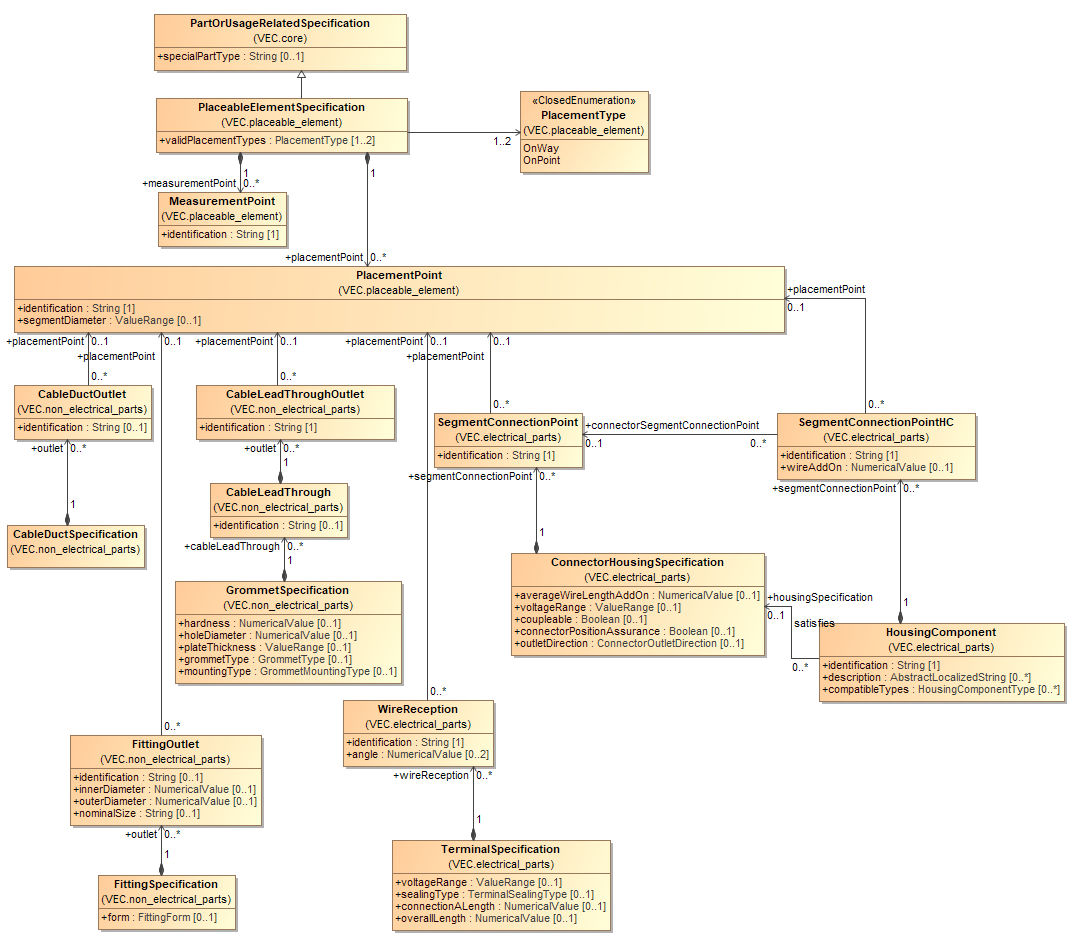 PartOrUsageRelatedSpecification
(VEC.core)
+specialPartType : String [0..1]
PlaceableElementSpecification
(VEC.placeable_element)
+validPlacementTypes : PlacementType [1..2]
«ClosedEnumeration»
PlacementType
(VEC.placeable_element)
OnWay
OnPoint
1..2
1
+measurementPoint
0..*
1
MeasurementPoint
(VEC.placeable_element)
+identification : String [1]
+placementPoint
0..*
PlacementPoint
(VEC.placeable_element)
+identification : String [1]
+segmentDiameter : ValueRange [0..1]
+placementPoint
0..1
+placementPoint
0..1
+placementPoint
0..1
+placementPoint
0..1
+placementPoint
0..1
+placementPoint
0..1
0..*
0..*
0..*
0..*
CableDuctOutlet
(VEC.non_electrical_parts)
+identification : String [0..1]
CableLeadThroughOutlet
(VEC.non_electrical_parts)
+identification : String [1]
SegmentConnectionPoint
(VEC.electrical_parts)
+identification : String [1]
+connectorSegmentConnectionPoint
0..1
0..*
SegmentConnectionPointHC
(VEC.electrical_parts)
+identification : String [1]
+wireAddOn : NumericalValue [0..1]
+outlet
0..*
1
+outlet
0..*
1
+segmentConnectionPoint
0..*
1
+segmentConnectionPoint
0..*
1
CableLeadThrough
(VEC.non_electrical_parts)
+identification : String [0..1]
CableDuctSpecification
(VEC.non_electrical_parts)
+cableLeadThrough
0..*
1
ConnectorHousingSpecification
(VEC.electrical_parts)
+averageWireLengthAddOn : NumericalValue [0..1]
+voltageRange : ValueRange [0..1]
+coupleable : Boolean [0..1]
+connectorPositionAssurance : Boolean [0..1]
+outletDirection : ConnectorOutletDirection [0..1]
+housingSpecification
0..1
satisfies
0..*
GrommetSpecification
(VEC.non_electrical_parts)
+hardness : NumericalValue [0..1]
+holeDiameter : NumericalValue [0..1]
+plateThickness : ValueRange [0..1]
+grommetType : GrommetType [0..1]
+mountingType : GrommetMountingType [0..1]
HousingComponent
(VEC.electrical_parts)
+identification : String [1]
+description : AbstractLocalizedString [0..*]
+compatibleTypes : HousingComponentType [0..*]
0..*
WireReception
(VEC.electrical_parts)
+identification : String [1]
+angle : NumericalValue [0..2]
0..*
FittingOutlet
(VEC.non_electrical_parts)
+identification : String [0..1]
+innerDiameter : NumericalValue [0..1]
+outerDiameter : NumericalValue [0..1]
+nominalSize : String [0..1]
+wireReception
0..*
1
+outlet
0..*
1
TerminalSpecification
(VEC.electrical_parts)
+voltageRange : ValueRange [0..1]
+sealingType : TerminalSealingType [0..1]
+connectionALength : NumericalValue [0..1]
+overallLength : NumericalValue [0..1]
FittingSpecification
(VEC.non_electrical_parts)
+form : FittingForm [0..1]